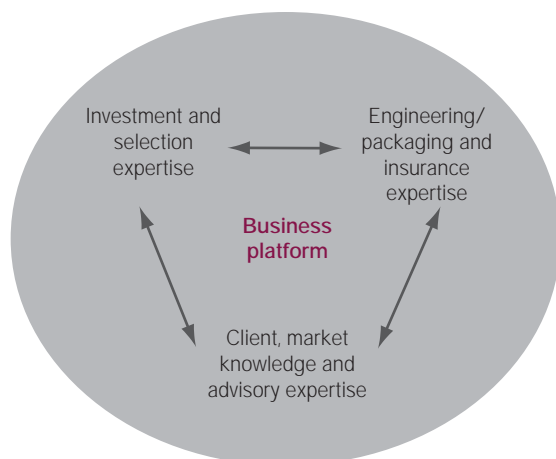 Investment and
selection
expertise
Engineering/
packaging and
insurance
expertise
Business
platform
Client, market
knowledge and
advisory expertise